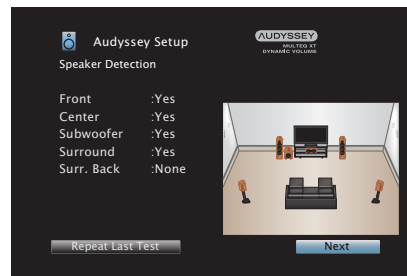 Audyssey Setup
AUDYSSEY
MULTEQ XT
DYNAMIC VOLUME
Speaker Detection
Front :Yes
Center :Yes
Subwoofer :Yes
Surround :Yes
Surr. Back :None
Repeat Last Test
Next